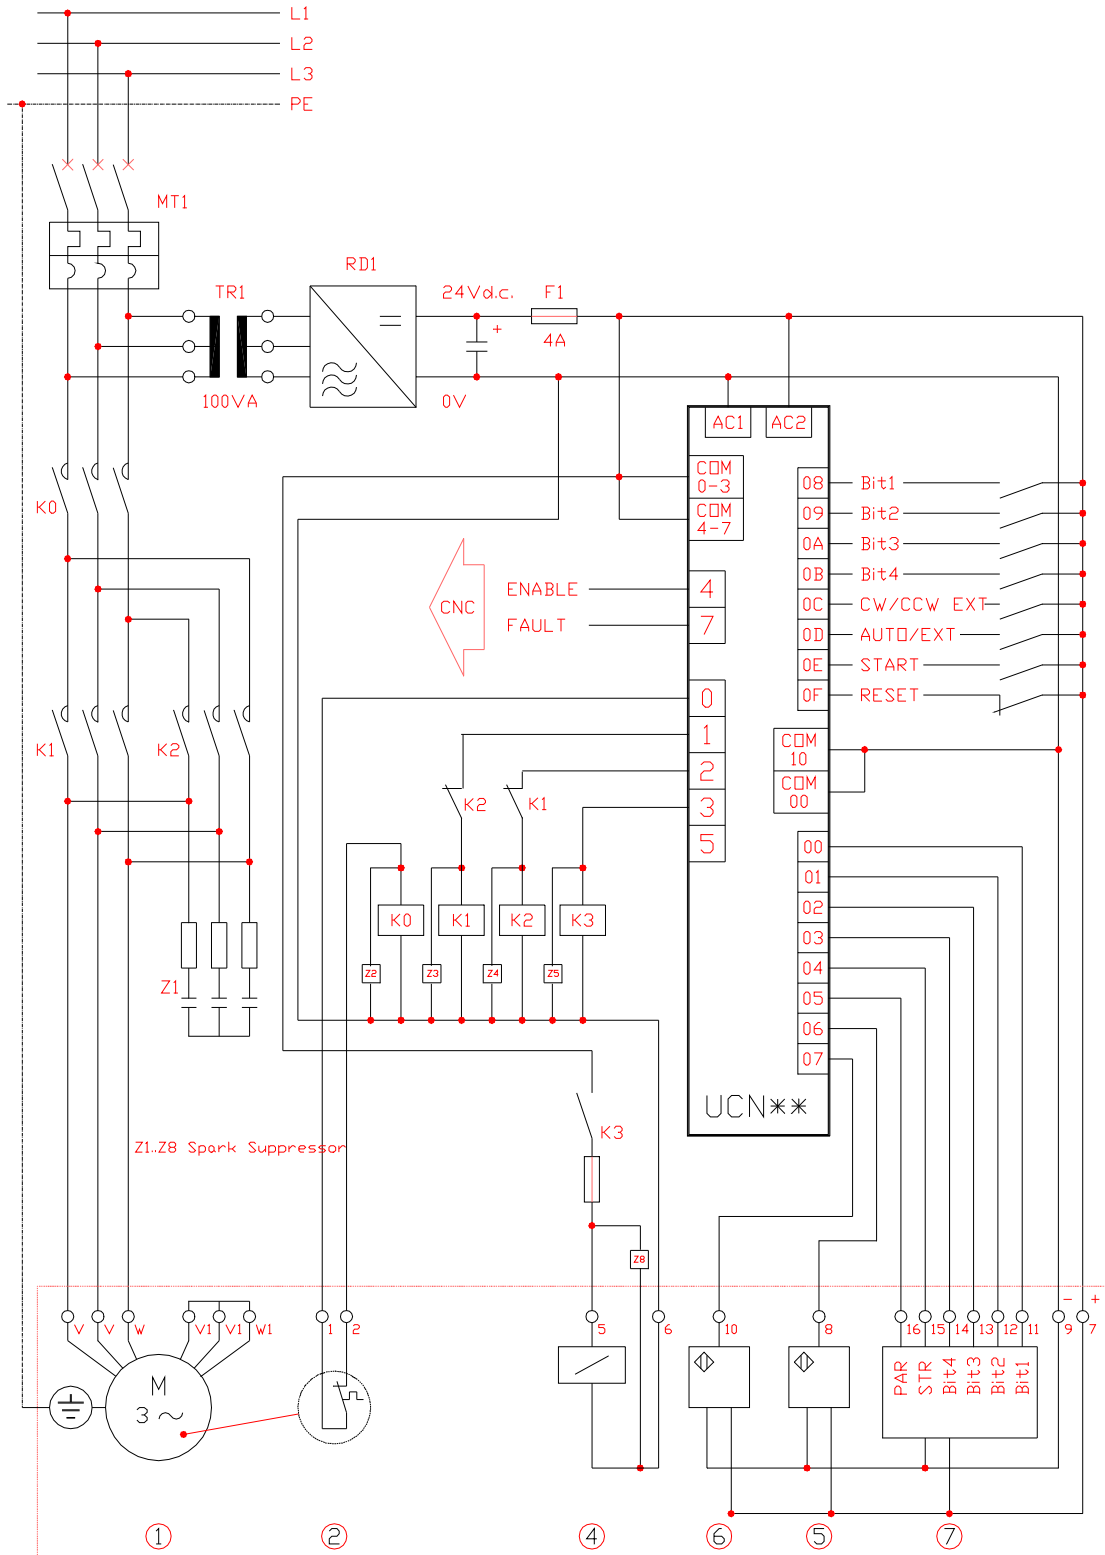 L1
L2
L3
PE
MT1
RD1
TR1
24Vd.c.
F1
+
4A
100VA
0V
AC1
AC2
COM
0-3
COM
4-7
K0
08
Bit1
09
Bit2
0A
Bit3
0B
Bit4
0C
CW/CCW EXT
0D
AUTO/EXT
0E
START
0F
RESET
CNC
ENABLE
4
FAULT
7
0
1
2
3
5
K1
K2
COM
10
COM
00
K2
K1
00
01
02
03
04
05
06
07
K0
K1
K2
K3
Z2
Z3
Z4
Z5
Z1
UCN**
K3
Z1..Z8 Spark Suppressor
Z8
- +
V
V
W
V1
V1
W1
1
2
5
6
10
8
16
15
14
13
12
11
9
7
PAR
STR
Bit4
Bit3
Bit2
Bit1
M
3 ~
1
2
4
6
5
7